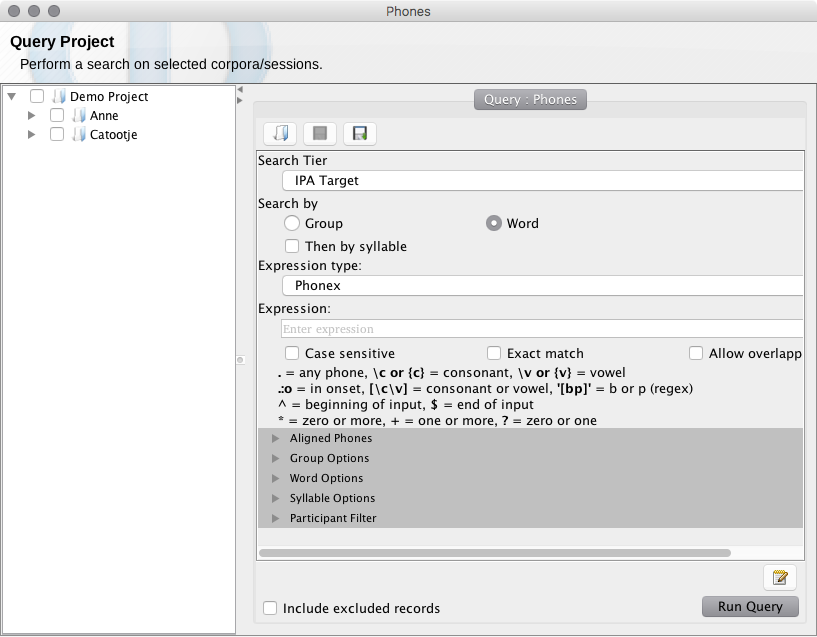 Phones
Query Project
Perform a search on selected corpora/sessions.
Demo Project
Anne
Catootje
Query : Phones
Search Tier
IPA Target
Search by
Group Word
Then by syllable
Expression type:
Phonex
Expression:
Enter expression
Case sensitive Exact match Allow overlapp
. = any phone, \c or {c} = consonant, \v or {v} = vowel
.:o = in onset, [\c\v] = consonant or vowel, '[bp]' = b or p (regex)
^ = beginning of input, $ = end of input
* = zero or more, + = one or more, ? = zero or one
Aligned Phones
Group Options
Word Options
Syllable Options
Participant Filter
Include excluded records
Run Query